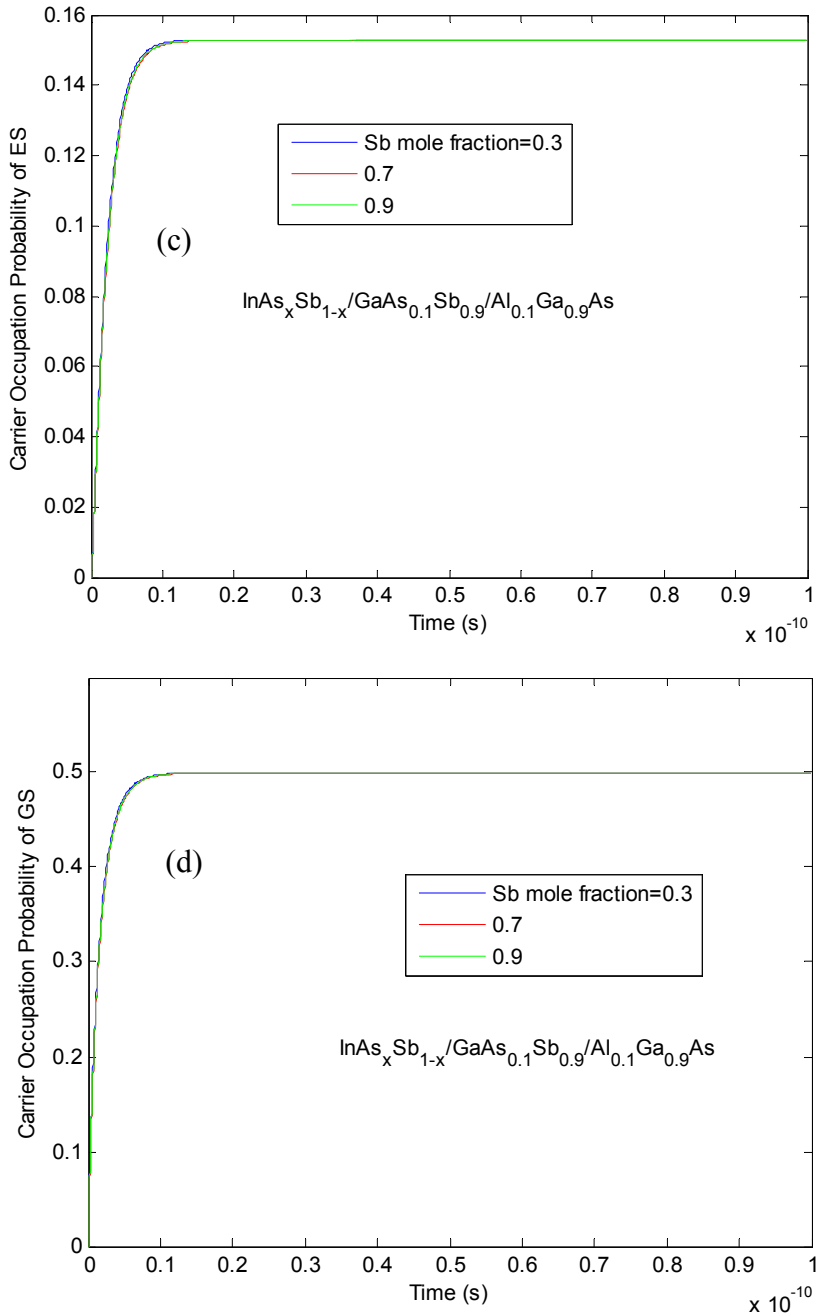 0.16
0.14
0.12
0.1
0.08
0.06
0.04
0.02
0
Carrier Occupation Probability of ES
Sb mole fraction=0.3
0.7
0.9
(c)
InAsxSb1-x/GaAs0.1Sb0.9/Al0.1Ga0.9As
0 0.1 0.2 0.3 0.4 0.5 0.6 0.7 0.8 0.9 1
Time (s)
x 10-10
0.5
0.4
0.3
0.2
0.1
0
Carrier Occupation Probability of GS
(d)
Sb mole fraction=0.3
0.7
0.9
InAsxSb1-x/GaAs0.1Sb0.9/Al0.1Ga0.9As
0 0.1 0.2 0.3 0.4 0.5 0.6 0.7 0.8 0.9 1
Time (s)
x 10-10